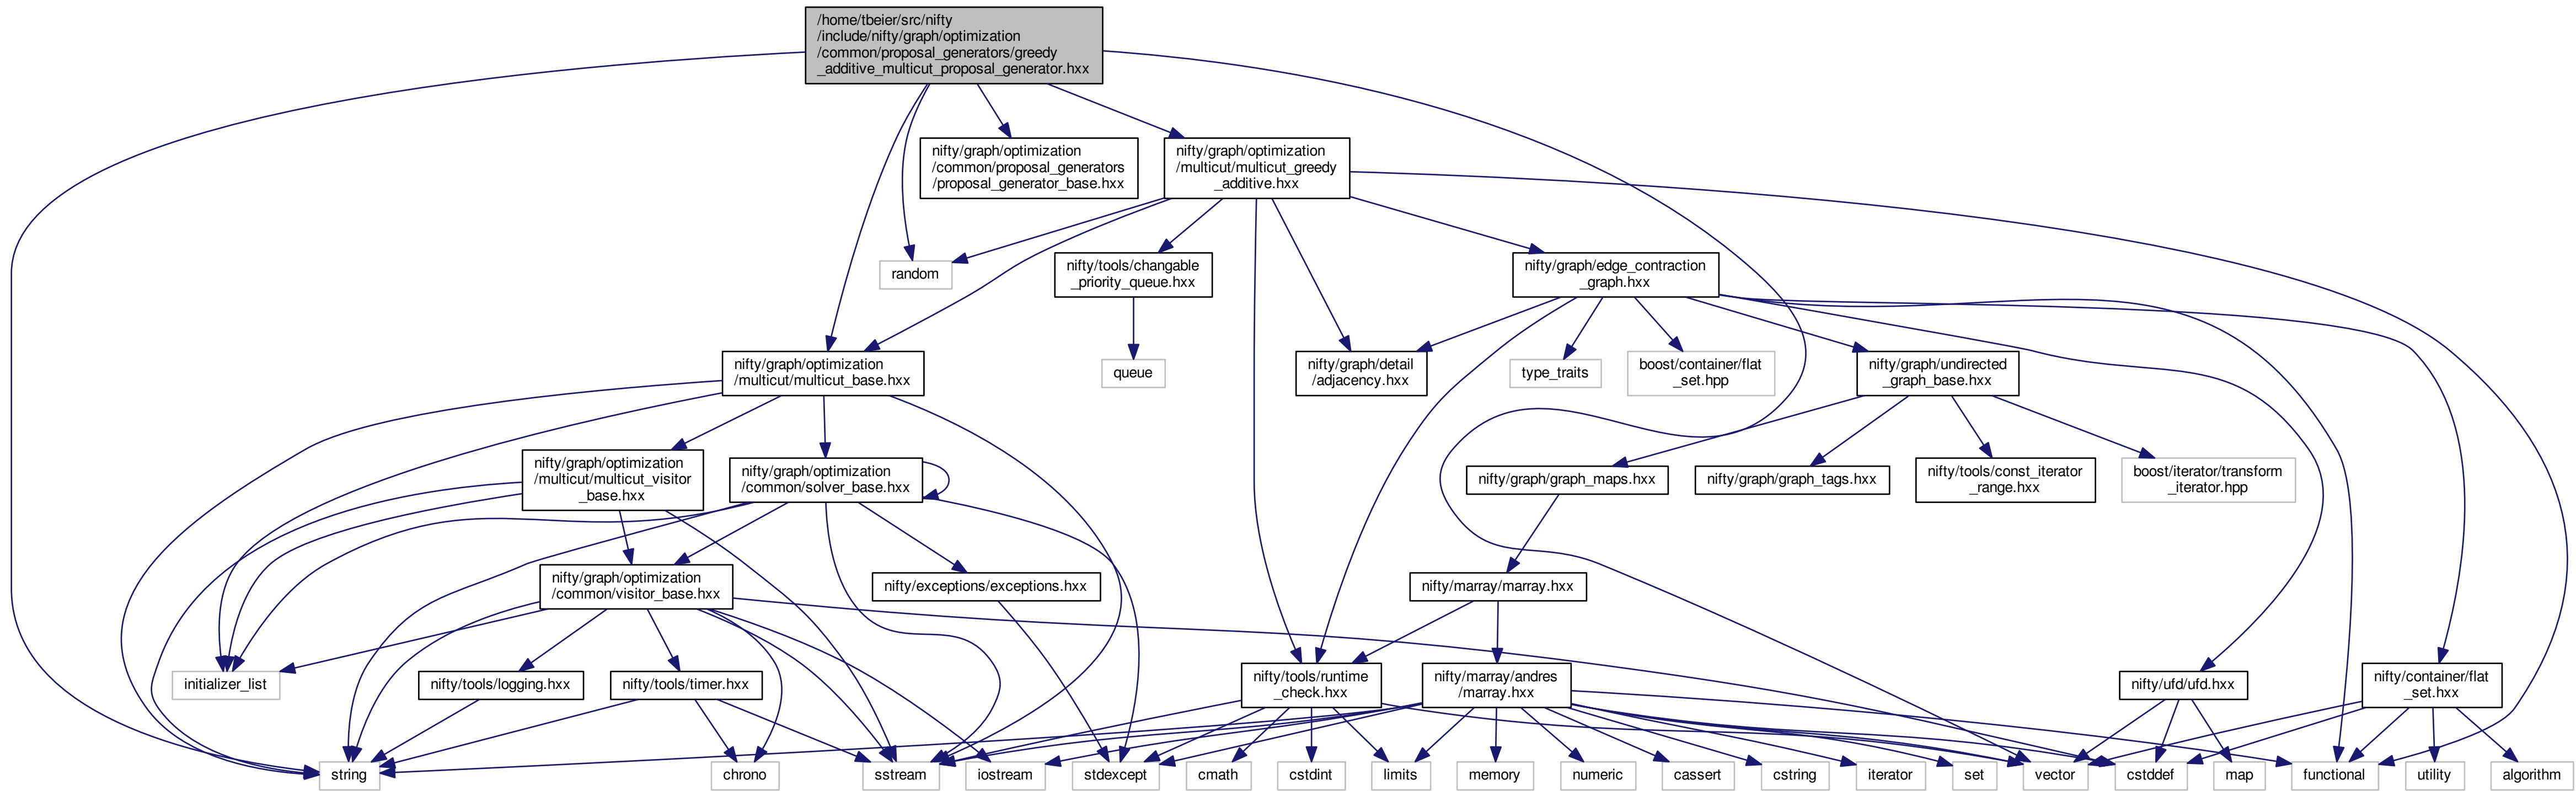 /home/tbeier/src/nifty
/include/nifty/graph/optimization
/common/proposal_generators/greedy
_additive_multicut_proposal_generator.hxx
nifty/graph/optimization
/common/proposal_generators
/proposal_generator_base.hxx
nifty/graph/optimization
/multicut/multicut_greedy
_additive.hxx
random
nifty/tools/changable
_priority_queue.hxx
nifty/graph/edge_contraction
_graph.hxx
nifty/graph/optimization
/multicut/multicut_base.hxx
queue
nifty/graph/detail
/adjacency.hxx
type_traits
boost/container/flat
_set.hpp
nifty/graph/undirected
_graph_base.hxx
nifty/graph/optimization
/multicut/multicut_visitor
_base.hxx
nifty/graph/optimization
/common/solver_base.hxx
nifty/graph/graph_maps.hxx
nifty/graph/graph_tags.hxx
nifty/tools/const_iterator
_range.hxx
boost/iterator/transform
_iterator.hpp
nifty/graph/optimization
/common/visitor_base.hxx
nifty/exceptions/exceptions.hxx
nifty/marray/marray.hxx
initializer_list
nifty/tools/logging.hxx
nifty/tools/timer.hxx
nifty/tools/runtime
_check.hxx
nifty/marray/andres
/marray.hxx
nifty/ufd/ufd.hxx
nifty/container/flat
_set.hxx
string
chrono
sstream
iostream
stdexcept
cmath
cstdint
limits
memory
numeric
cassert
cstring
iterator
set
vector
cstddef
map
functional
utility
algorithm